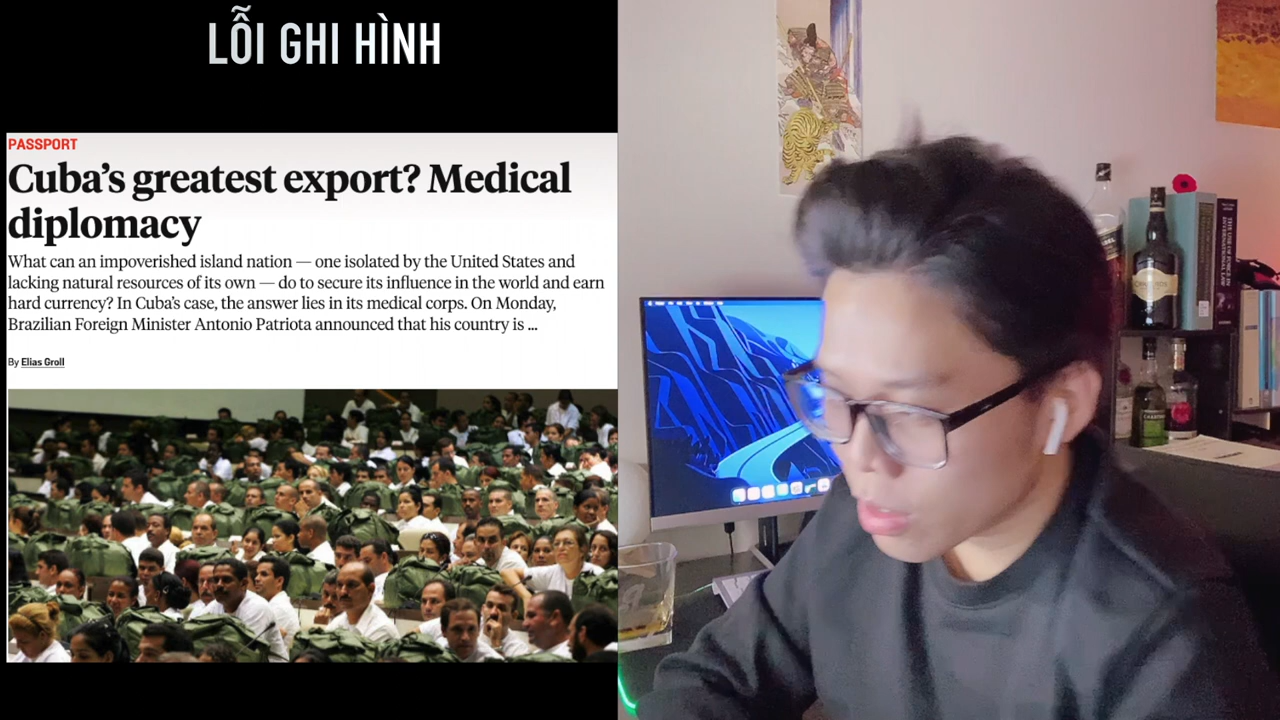 LỖI GHI HÌNH
PASSPORT
Cuba’s greatest export? Medical
diplomacy
What can an impoverished island nation — one isolated by the United States and
lacking natural resources of its own — do to secure its influence in the world and earn
hard currency? In Cuba’s case, the answer lies in its medical corps. On Monday,
Brazilian Foreign Minister Antonio Patriota announced that his country is ...
By Elias Groll